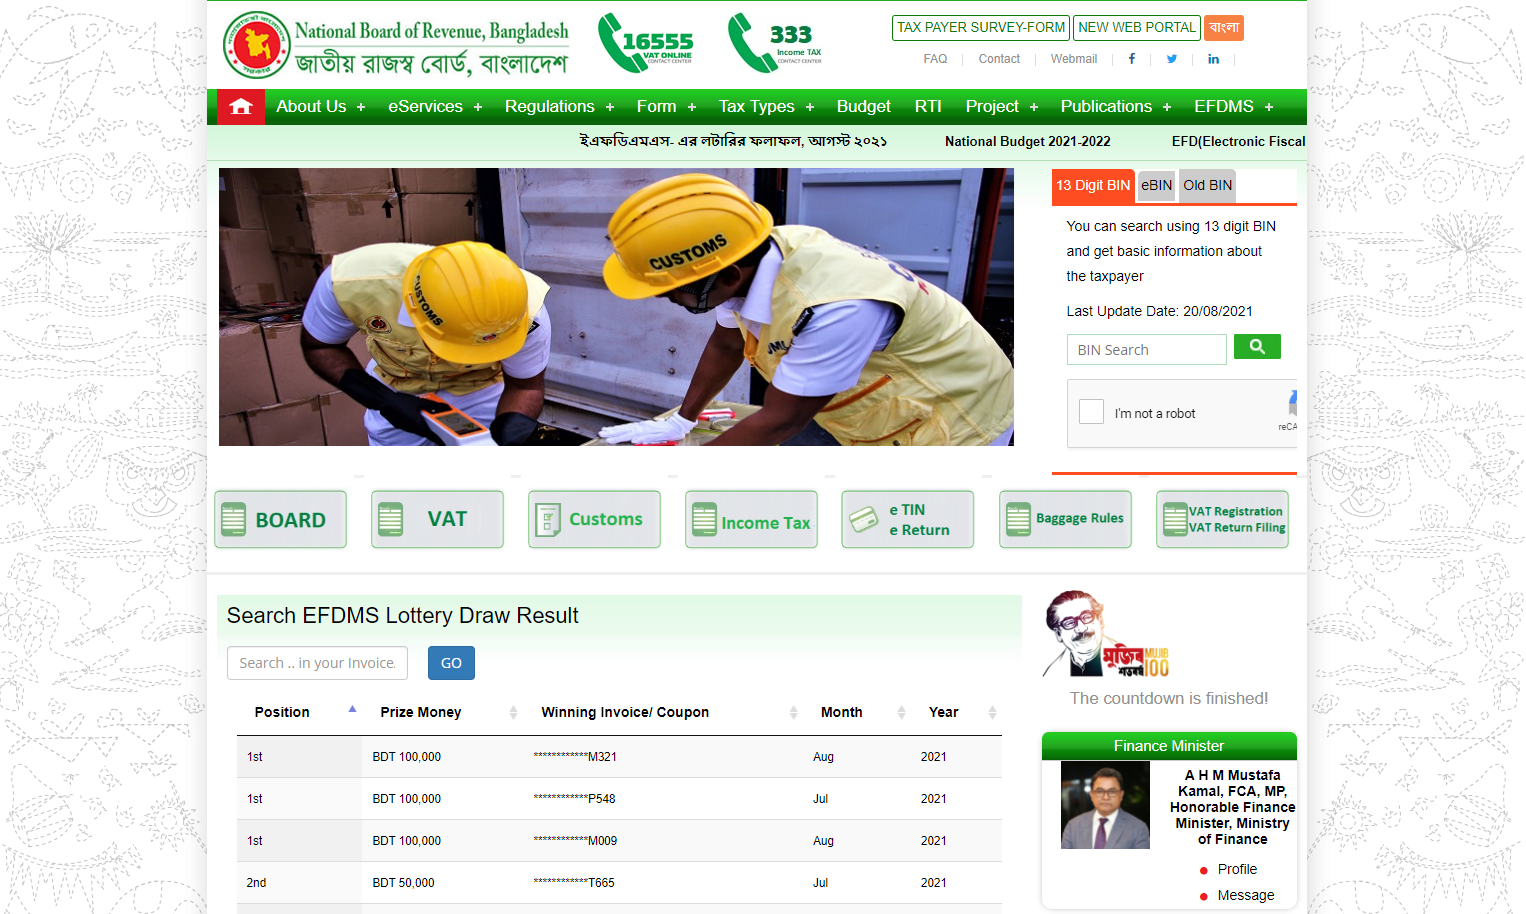 National Board of Revenue, Bangladesh
জাতীয় রাজস্ব বোর্ড, বাংলাদেশ
16555
VAT ONLINE
CONTACT CENTER
333
Income TAX
CONTACT CENTER
TAX PAYER SURVEY-FORM NEW WEB PORTAL বাংলা
FAQ Contact Webmail
About Us + eServices + Regulations + Form + Tax Types + Budget RTI Project + Publications + EFDMS +
ইএফডিএমএস- এর লটারির ফলাফল, আগস্ট ২০২১ National Budget 2021-2022 EFD(Electronic Fiscal
CUSTOMS
CUSTOMS
13 Digit BIN eBIN Old BIN
You can search using 13 digit BIN
and get basic information about
the taxpayer
Last Update Date: 20/08/2021
BIN Search
I'm not a robot
reCA
BOARD
VAT
Customs
Income Tax
e TIN
e Return
Baggage Rules
VAT Registration
VAT Return Filing
Search EFDMS Lottery Draw Result
Search .. in your Invoice. GO
Position Prize Money Winning Invoice/ Coupon Month Year
1st BDT 100,000 ************M321 Aug 2021
1st BDT 100,000 ************P548 Jul 2021
1st BDT 100,000 ************M009 Aug 2021
2nd BDT 50,000 ************T665 Jul 2021
মুজিব
শতবর্ষ
MUJIB
100
The countdown is finished!
Finance Minister
A H M Mustafa
Kamal, FCA, MP,
Honorable Finance
Minister, Ministry
of Finance
Profile
Message